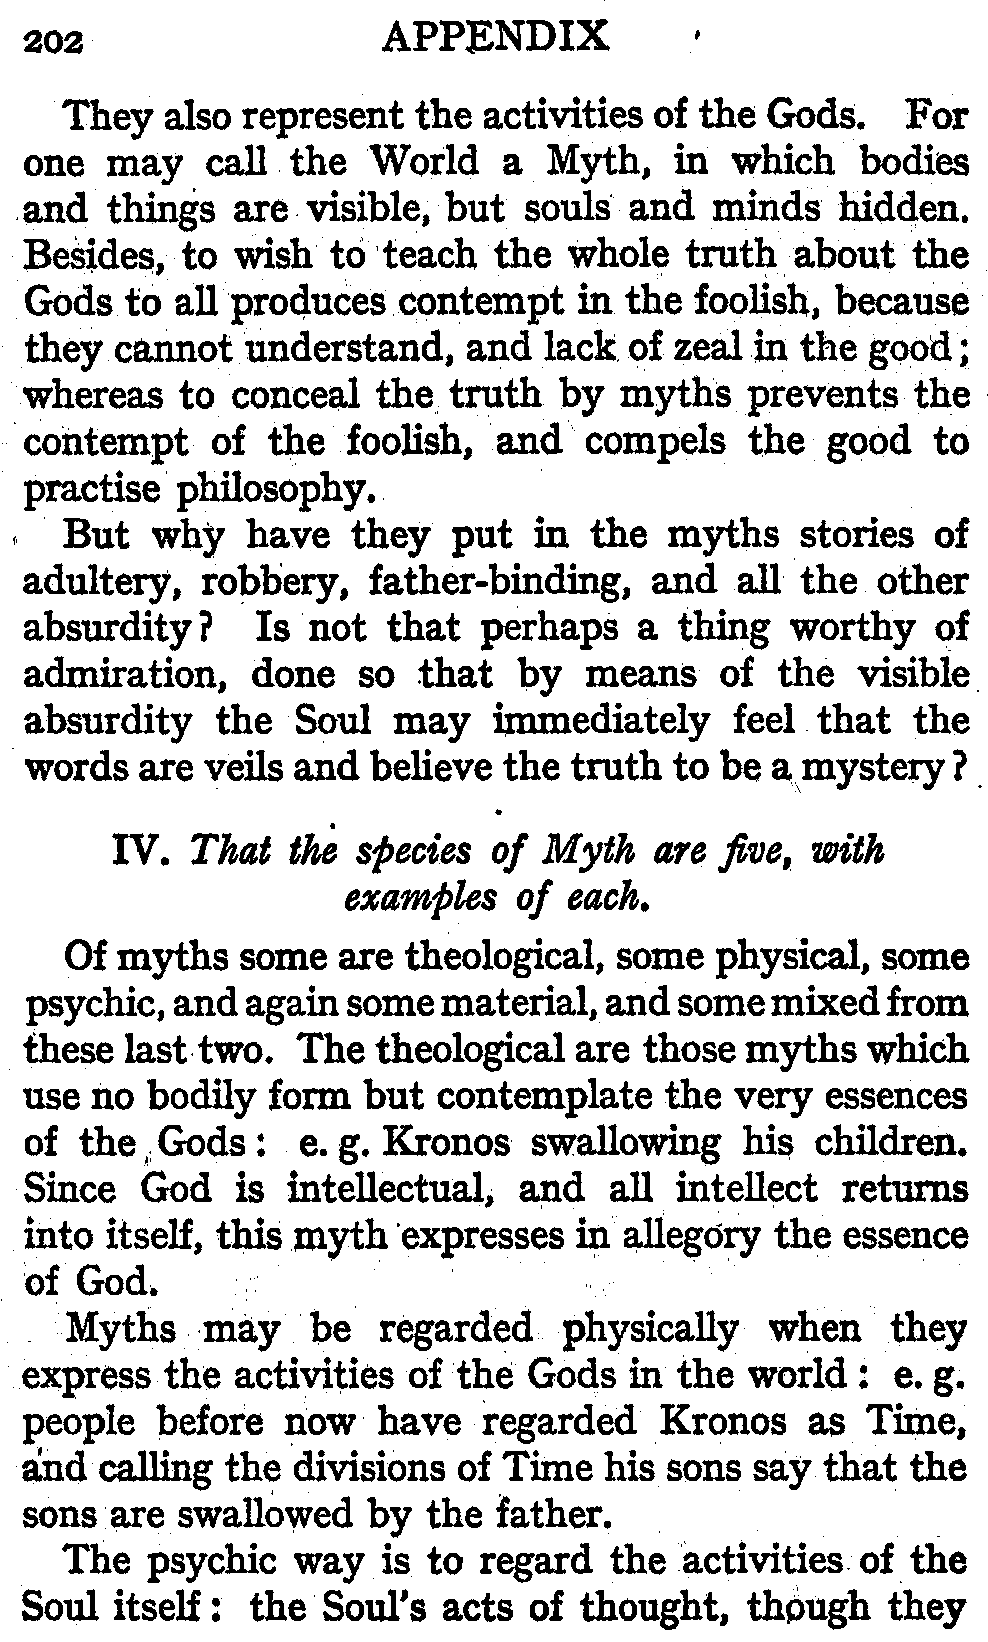 202 APPENDIX
They also represent the activities of the Gods. For
one may call the World a Myth, in which bodies
and things are visible, but souls and minds hidden.
Besides, to wish to teach the whole truth about the
Gods to all produces contempt in the foolish, because
they cannot understand, and lack of zeal in the good;
whereas to conceal the truth by myths prevents the
contempt of the foolish, and compels the good to
practise philosophy.
But why have they put in the myths stories of
adultery, robbery, father-binding, and all the other
absurdity? Is not that perhaps a thing worthy of
admiration, done so that by means of the visible
absurdity the Soul may immediately feel that the
words are veils and believe the truth to be a mystery?
IV. That the species of Myth are five, with
examples of each.
Of myths some are theological, some physical, some
psychic, and again some material, and some mixed from
these last two. The theological are those myths which
use no bodily form but contemplate the very essences
of the Gods: e. g. Kronos swallowing his children.
Since God is intellectual, and all intellect returns
into itself, this myth expresses in allegory the essence
of God.
Myths may be regarded physically when they
express the activities of the Gods in the world: e. g.
people before now have regarded Kronos as Time,
and calling the divisions of Time his sons say that the
sons are swallowed by the father.
The psychic way is to regard the activities of the
Soul itself: the Soul's acts of thought, though they